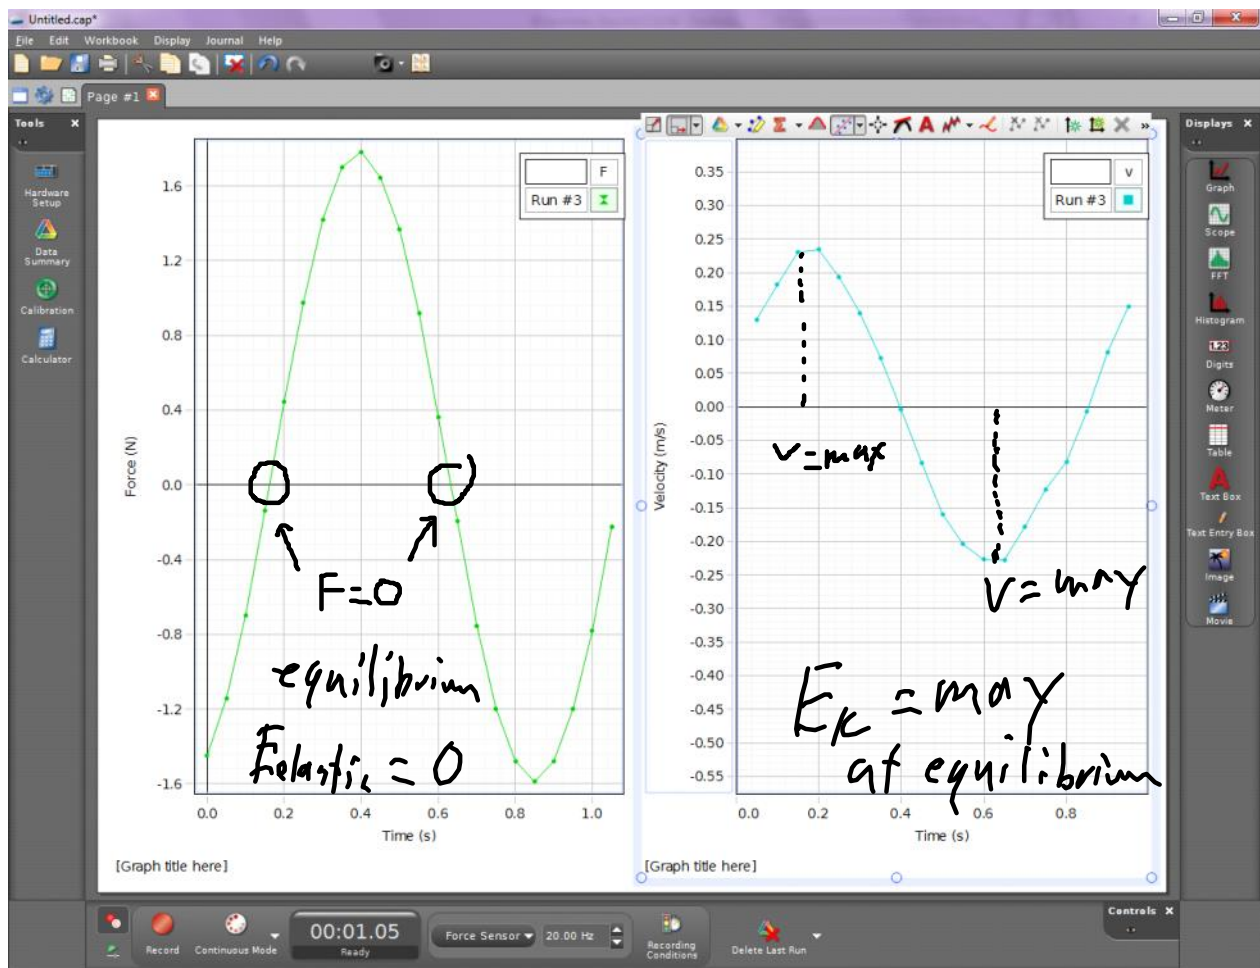 Untitled.cap*
File Edit Workbook Display Journal Help
Page #1
Tools
Hardware Setup
Data Summary
Calibration
Calculator
1.6
1.2
0.8
0.4
0.0
-0.4
-0.8
-1.2
-1.6
Force (N)
F
Run #3
F=0
equilibrium
Eelastic = 0
0.0 0.2 0.4 0.6 0.8 1.0
Time (s)
[Graph title here]
0.35
0.30
0.25
0.20
0.15
0.10
0.05
0.00
-0.05
-0.10
-0.15
-0.20
-0.25
-0.30
-0.35
-0.40
-0.45
-0.50
-0.55
Velocity (m/s)
v
Run #3
v=max
v=max
EK = max
at equilibrium
0.0 0.2 0.4 0.6 0.8
Time (s)
[Graph title here]
Displays
Graph
Scope
FFT
Histogram
1.23
Digits
Meter
Table
Text Box
Text Entry Box
Image
Movie
Record
Continuous Mode
00:01.05
Ready
Force Sensor
20.00 Hz
Recording Conditions
Delete Last Run
Controls